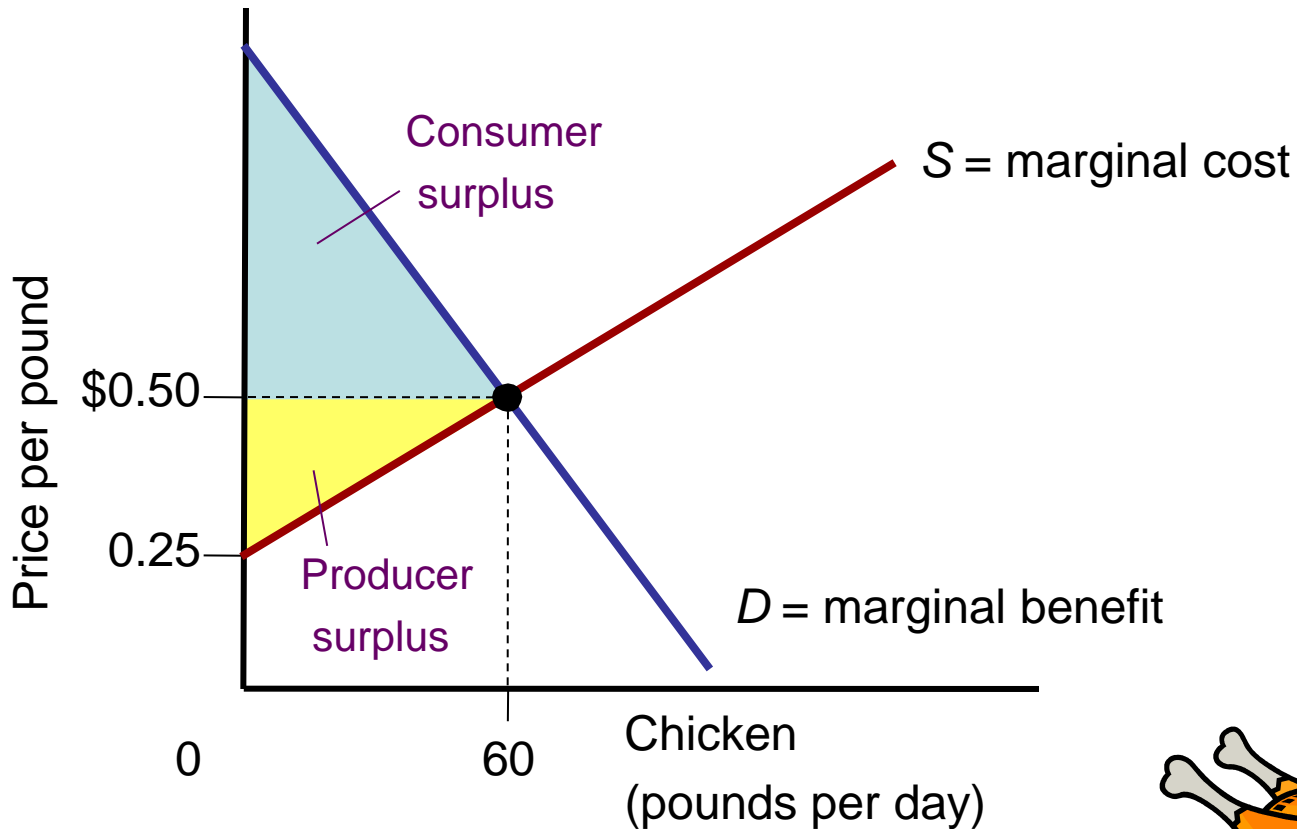 Consumer
surplus
S = marginal cost
Price per pound
$0.50
0.25
Producer
surplus
D = marginal benefit
0
60
Chicken
(pounds per day)